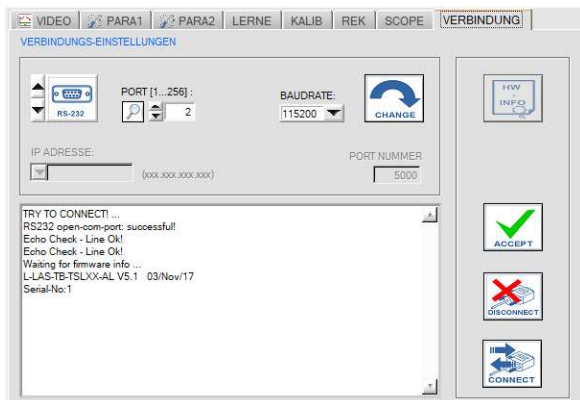 VIDEO PARA1 PARA2 LERNE KALIB REK SCOPE VERBINDUNG
VERBINDUNGS-EINSTELLUNGEN
RS-232
PORT [1...256] :
2
BAUDRATE:
115200
CHANGE
HW
-
INFO
IP ADRESSE:
(xxx.xxx.xxx.xxx)
PORT NUMMER
5000
TRY TO CONNECT! ...
RS232 open-com-port: successful!
Echo Check - Line Ok!
Echo Check - Line Ok!
Waiting for firmware info ...
L-LAS-TB-TSLXX-AL V5.1 03/Nov/17
Serial-No:1
ACCEPT
DISCONNECT
CONNECT